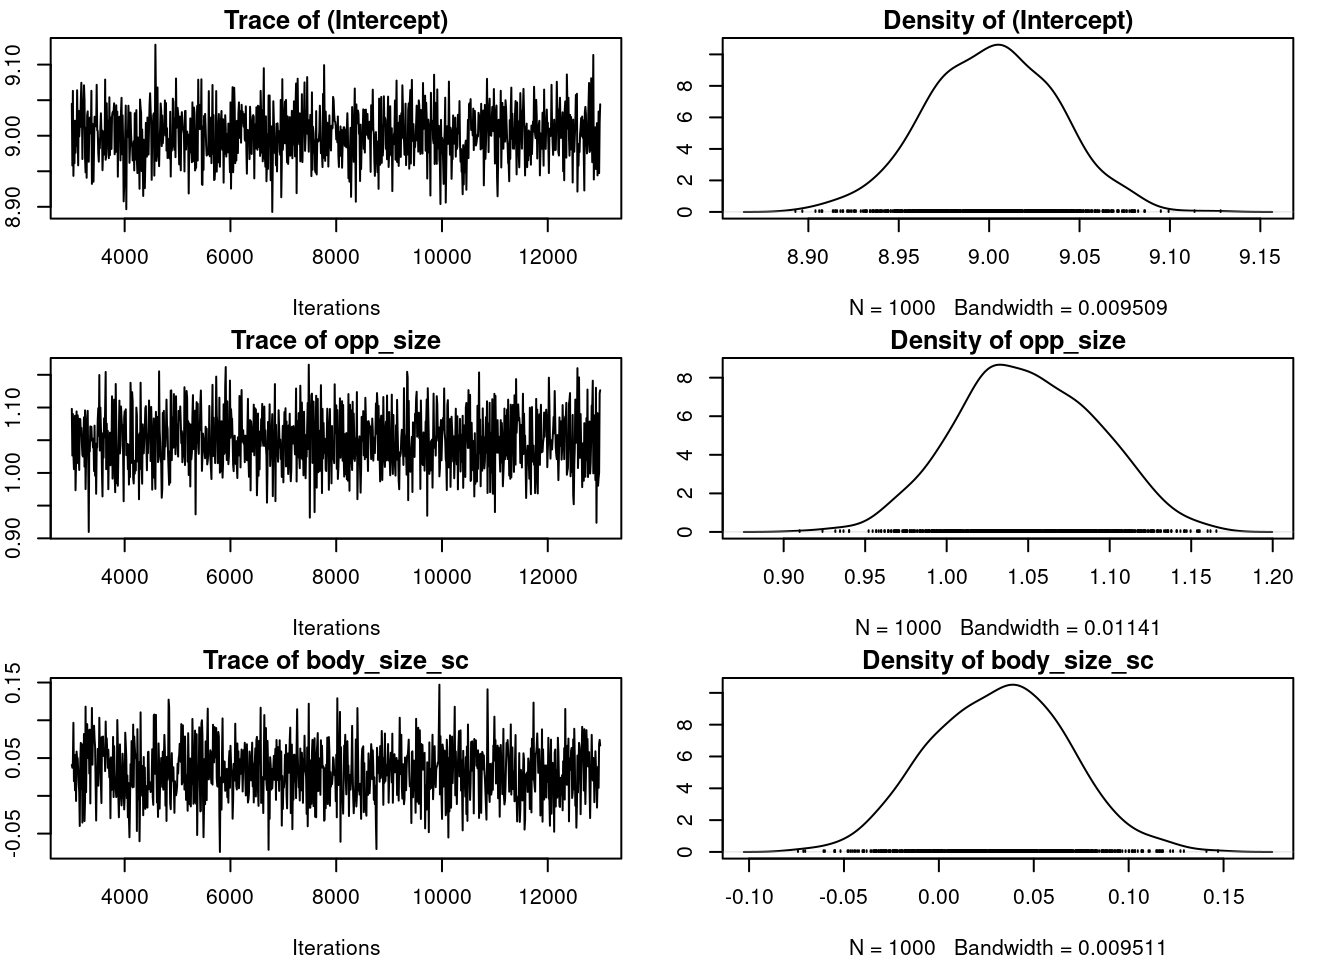 Trace of (Intercept)
8.90 9.00 9.10
4000 6000 8000 10000 12000
Iterations
Density of (Intercept)
0 2 4 6 8
8.90 8.95 9.00 9.05 9.10 9.15
N = 1000 Bandwidth = 0.009509
Trace of opp_size
0.90 1.00 1.10
4000 6000 8000 10000 12000
Iterations
Density of opp_size
0 2 4 6 8
0.90 0.95 1.00 1.05 1.10 1.15 1.20
N = 1000 Bandwidth = 0.01141
Trace of body_size_sc
-0.05 0.05 0.15
4000 6000 8000 10000 12000
Iterations
Density of body_size_sc
0 2 4 6 8
-0.10 -0.05 0.00 0.05 0.10 0.15
N = 1000 Bandwidth = 0.009511